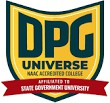 DPG
UNIVERSE
NAAC ACCREDITED COLLEGE
AFFILIATED TO
STATE GOVERNMENT UNIVERSITY